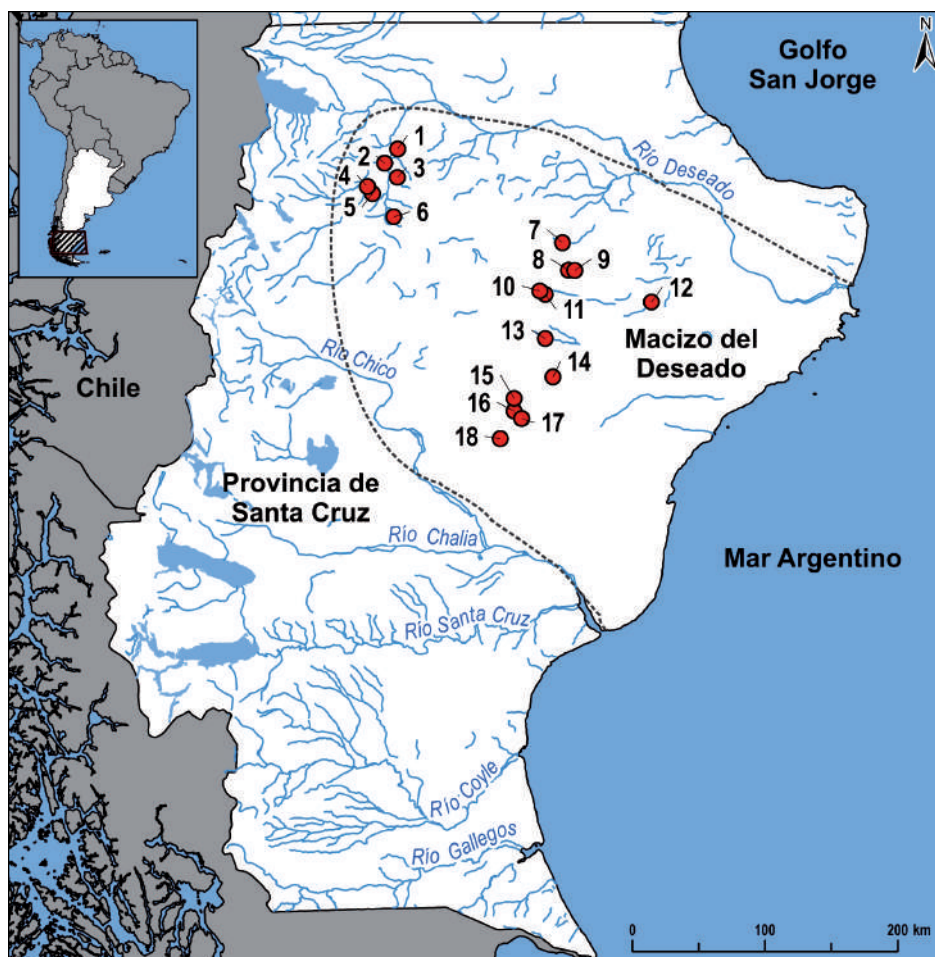 N
Golfo
San Jorge
Río Deseado
1
2
3
4
5
6
7
8
9
10
11
12
13
Macizo del
Deseado
14
15
16
17
18
Río Chico
Chile
Provincia de
Santa Cruz
Río Chalia
Mar Argentino
Río Santa Cruz
Río Coyle
Río Gallegos
0 100 200 km